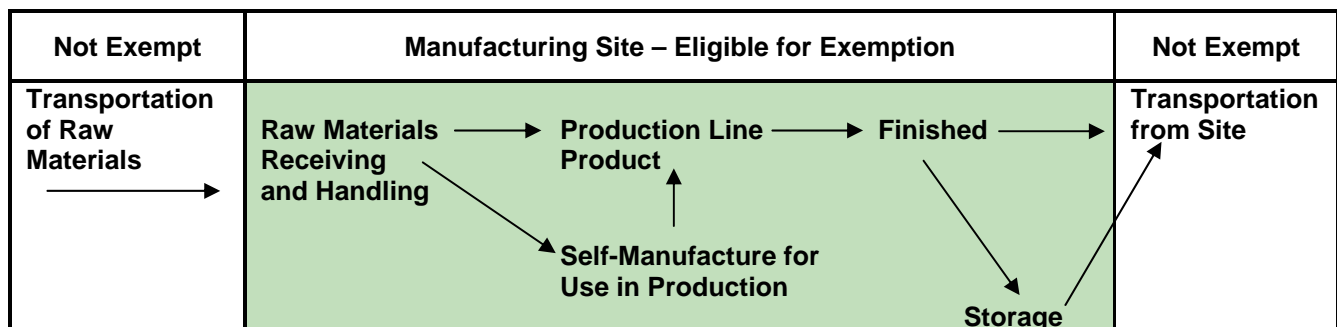 Not Exempt
Manufacturing Site – Eligible for Exemption
Not Exempt
Transportation
of Raw
Materials
Raw Materials
Receiving
and Handling
Production Line
Product
Finished
Transportation
from Site
Self-Manufacture for
Use in Production
Storage